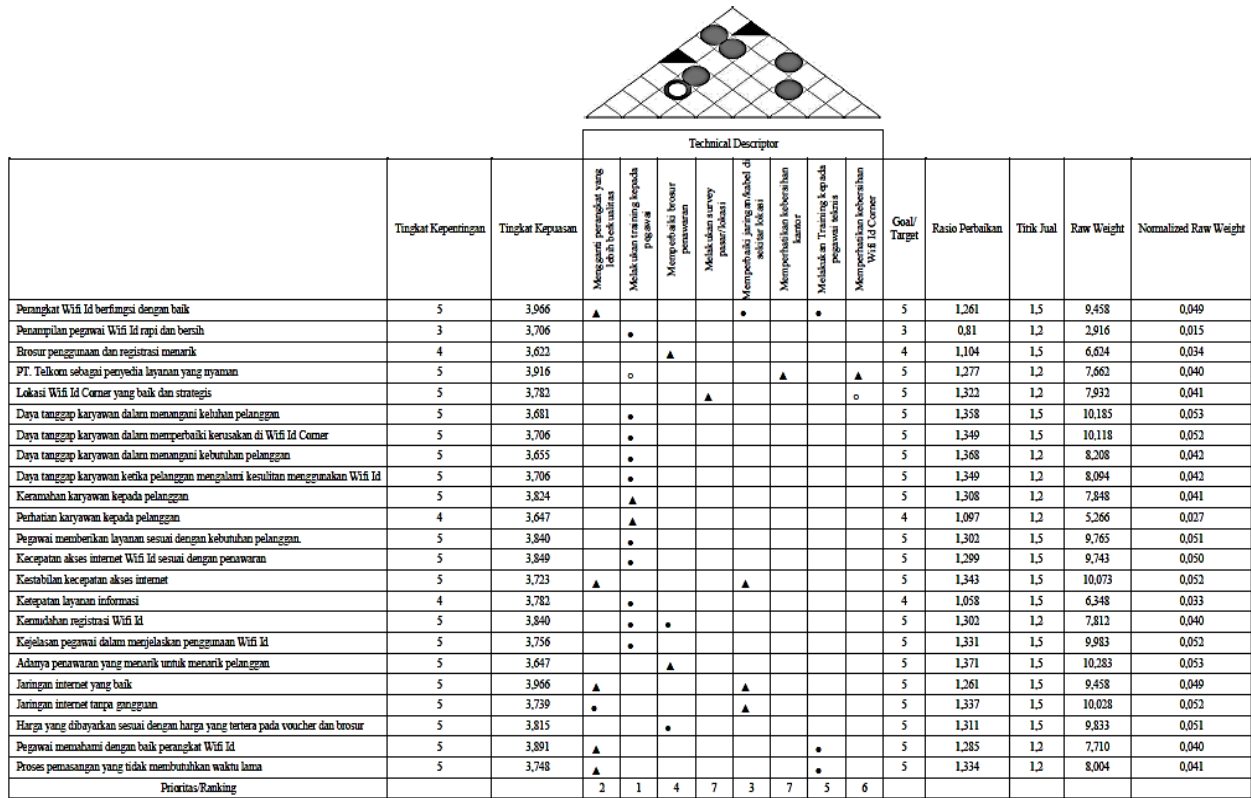 Technical Descriptor
Tingkat Kepentingan Tingkat Kepuasan Mengganti perangkat yang lebih berkualitas Melakukan training kepada pegawai Memperbaiki brosur penawaran Melakukan survey pasar/lokasi Memperbaiki jaringan/kabel di sekitar lokasi Memperhatikan kebersihan kantor Melakukan Training kepada pegawai teknis Memperhatikan kebersihan Wifi Id Corner Goal/ Target Rasio Perbaikan Titik Jual Raw Weight Normalized Raw Weight
Perangkat Wifi Id berfungsi dengan baik 5 3,966 ▲ ● ● 5 1,261 1,5 9,458 0,049
Penampilan pegawai Wifi Id rapi dan bersih 3 3,706 ● 3 0,81 1,2 2,916 0,015
Brosur penggunaan dan registrasi menarik 4 3,622 ▲ 4 1,104 1,5 6,624 0,034
PT. Telkom sebagai penyedia layanan yang nyaman 5 3,916 ○ ▲ ▲ 5 1,277 1,2 7,662 0,040
Lokasi Wifi Id Corner yang baik dan strategis 5 3,782 ▲ ○ 5 1,322 1,2 7,932 0,041
Daya tanggap karyawan dalam menangani keluhan pelanggan 5 3,681 ● 5 1,358 1,5 10,185 0,053
Daya tanggap karyawan dalam memperbaiki kerusakan di Wifi Id Corner 5 3,706 ● 5 1,349 1,5 10,118 0,052
Daya tanggap karyawan dalam menangani kebutuhan pelanggan 5 3,655 ● 5 1,368 1,2 8,208 0,042
Daya tanggap karyawan ketika pelanggan mengalami kesulitan menggunakan Wifi Id 5 3,706 ● 5 1,349 1,2 8,094 0,042
Keramahan karyawan kepada pelanggan 5 3,824 ▲ 5 1,308 1,2 7,848 0,041
Perhatian karyawan kepada pelanggan 4 3,647 ▲ 4 1,097 1,2 5,266 0,027
Pegawai memberikan layanan sesuai dengan kebutuhan pelanggan. 5 3,840 ● 5 1,302 1,5 9,765 0,051
Kecepatan akses internet Wifi Id sesuai dengan penawaran 5 3,849 ● 5 1,299 1,5 9,743 0,050
Kestabilan kecepatan akses internet 5 3,723 ▲ ▲ 5 1,343 1,5 10,073 0,052
Ketepatan layanan informasi 4 3,782 ● 4 1,058 1,5 6,348 0,033
Kemudahan registrasi Wifi Id 5 3,840 ● ● 5 1,302 1,2 7,812 0,040
Kejelasan pegawai dalam menjelaskan penggunaan Wifi Id 5 3,756 ● 5 1,331 1,5 9,983 0,052
Adanya penawaran yang menarik untuk menarik pelanggan 5 3,647 ▲ 5 1,371 1,5 10,283 0,053
Jaringan internet yang baik 5 3,966 ▲ ▲ 5 1,261 1,5 9,458 0,049
Jaringan internet tanpa gangguan 5 3,739 ● ▲ 5 1,337 1,5 10,028 0,052
Harga yang dibayarkan sesuai dengan harga yang tertera pada voucher dan brosur 5 3,815 ● 5 1,311 1,5 9,833 0,051
Pegawai memahami dengan baik perangkat Wifi Id 5 3,891 ▲ ● 5 1,285 1,2 7,710 0,040
Proses pemasangan yang tidak membutuhkan waktu lama 5 3,748 ▲ ● 5 1,334 1,2 8,004 0,041
Prioritas/Ranking 2 1 4 7 3 7 5 6